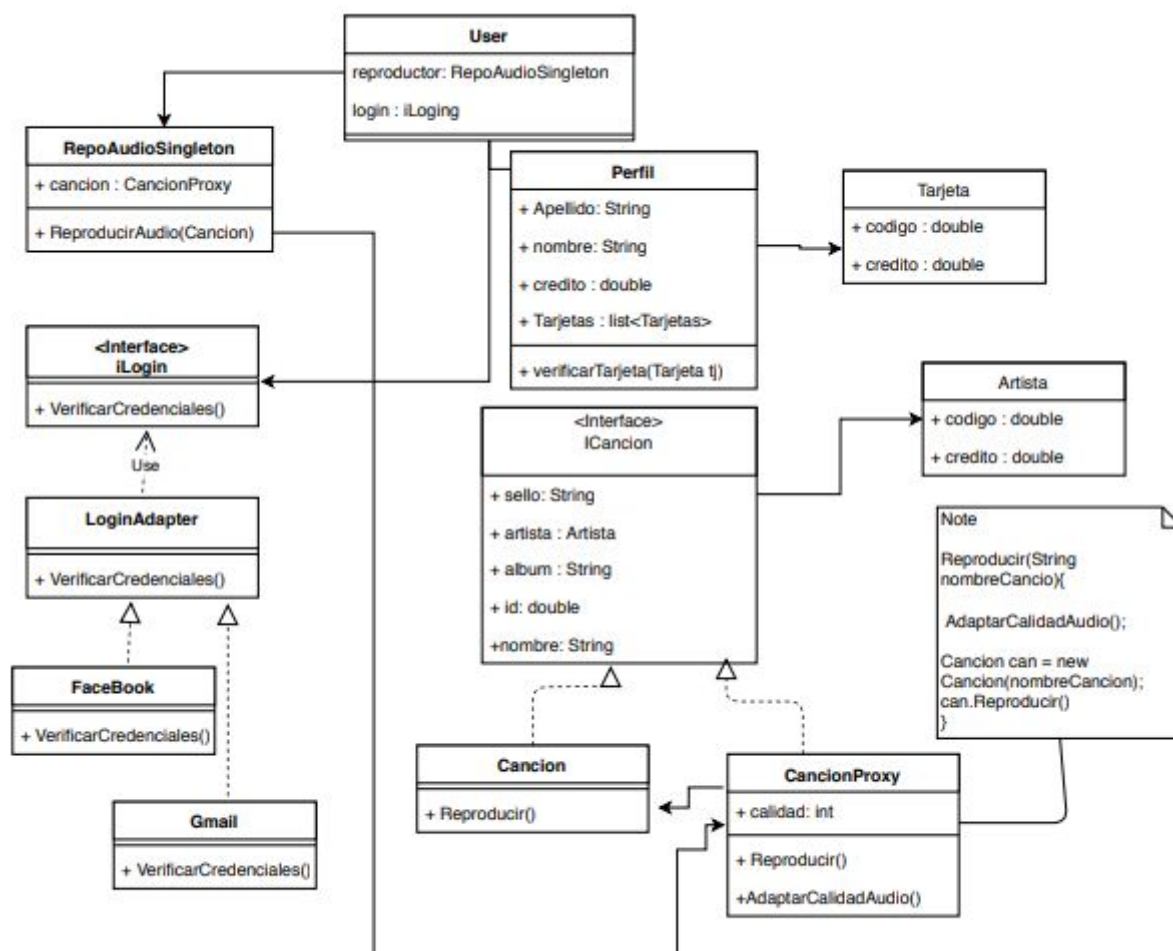 User
reproductor: RepoAudioSingleton
login : iLoging
RepoAudioSingleton
+ cancion : CancionProxy
+ ReproducirAudio(Cancion)
Perfil
+ Apellido: String
+ nombre: String
+ credito : double
+ Tarjetas : list<Tarjetas>
+ verificarTarjeta(Tarjeta tj)
Tarjeta
+ codigo : double
+ credito : double
<Interface>
iLogin
+ VerificarCredenciales()
Use
LoginAdapter
+ VerificarCredenciales()
FaceBook
+ VerificarCredenciales()
Gmail
+ VerificarCredenciales()
<Interface>
ICancion
+ sello: String
+ artista : Artista
+ album : String
+ id: double
+nombre: String
Artista
+ codigo : double
+ credito : double
Note
Reproducir(String
nombreCancio){
AdaptarCalidadAudio();
Cancion can = new
Cancion(nombreCancion);
can.Reproducir()
}
Cancion
+ Reproducir()
CancionProxy
+ calidad: int
+ Reproducir()
+AdaptarCalidadAudio()